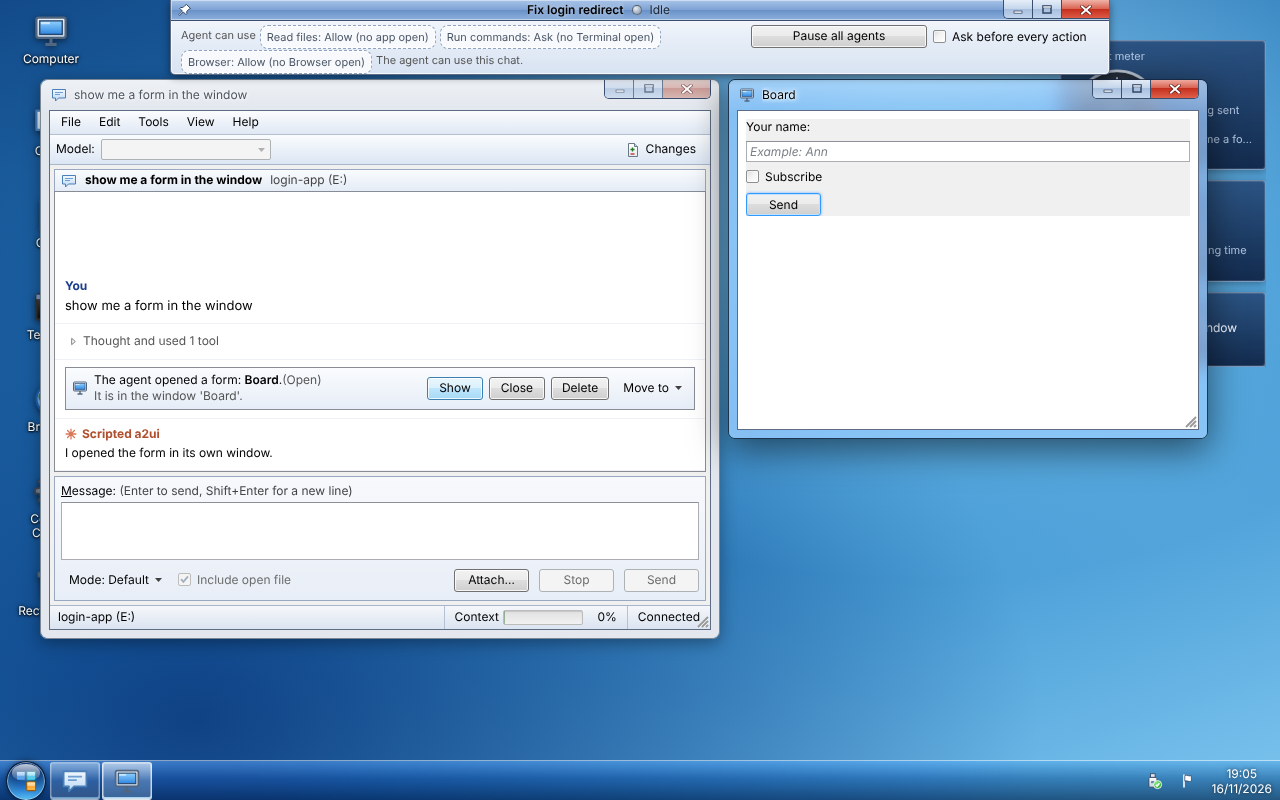 Fix login redirect Idle
Agent can use Read files: Allow (no app open) Run commands: Ask (no Terminal open)
Browser: Allow (no Browser open) The agent can use this chat.
Pause all agents
Ask before every action
Computer
show me a form in the window
File Edit Tools View Help
Model:
Changes
show me a form in the window login-app (E:)
You
show me a form in the window
Thought and used 1 tool
The agent opened a form: Board.(Open)
It is in the window 'Board'.
Show Close Delete Move to
Scripted a2ui
I opened the form in its own window.
Message: (Enter to send, Shift+Enter for a new line)
Mode: Default Include open file Attach... Stop Send
login-app (E:) Context 0% Connected
Board
Your name:
Example: Ann
Subscribe
Send
meter
sent
me a fo...
time
19:05
16/11/2026